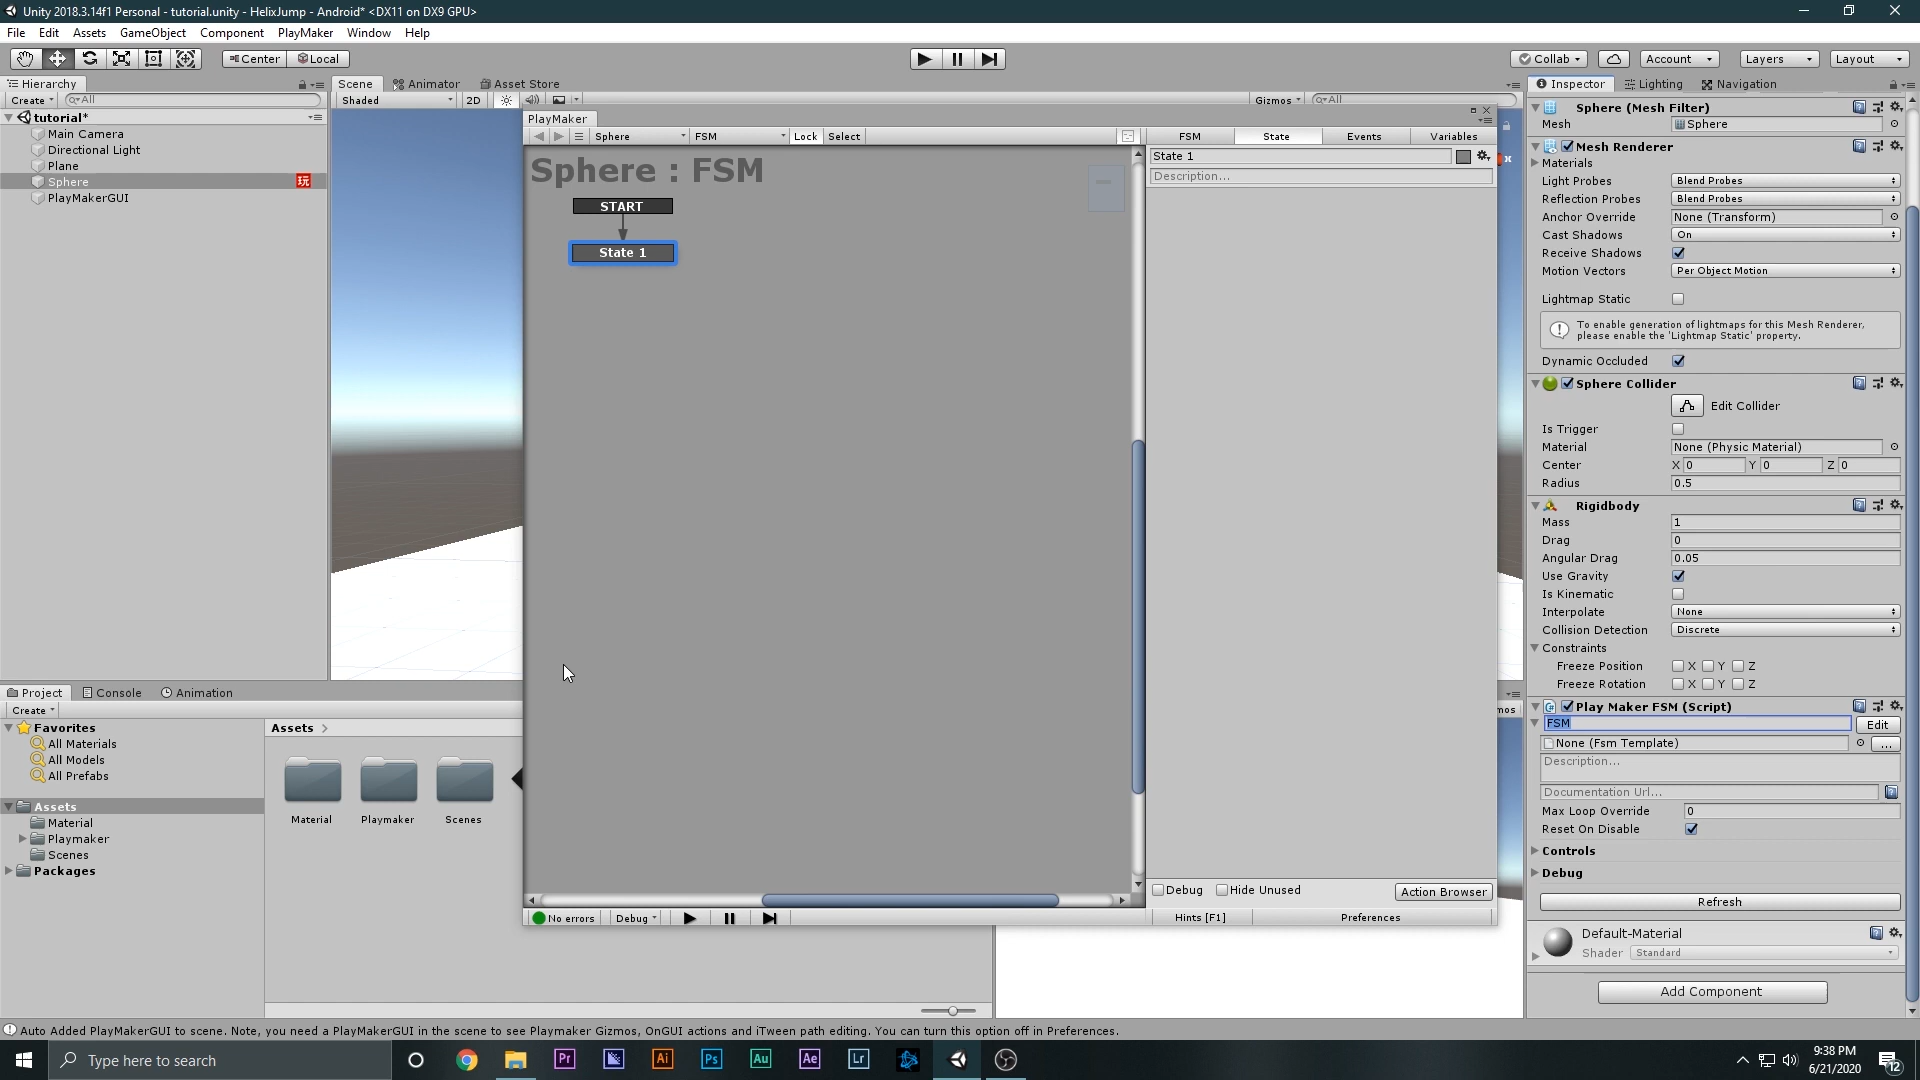 Unity 2018.3.14f1 Personal - tutorial.unity - HelixJump - Android* <DX11 on DX9 GPU>
File Edit Assets GameObject Component PlayMaker Window Help
Center Local Collab Account Layers Layout
Hierarchy
Create All
tutorial*
Main Camera
Directional Light
Plane
Sphere 玩
PlayMakerGUI
Scene Animator Asset Store
Shaded 2D Gizmos All
PlayMaker
Sphere FSM Lock Select
Sphere : FSM
START
State 1
FSM State Events Variables
State 1
Description...
Debug Hide Unused Action Browser
No errors Debug Hints [F1] Preferences
Project Console Animation
Create
Favorites
All Materials
All Models
All Prefabs
Assets
Material
Playmaker
Scenes
Packages
Assets
Material Playmaker Scenes
mos
Inspector Lighting Navigation
Sphere (Mesh Filter)
Mesh Sphere
Mesh Renderer
Materials
Light Probes Blend Probes
Reflection Probes Blend Probes
Anchor Override None (Transform)
Cast Shadows On
Receive Shadows
Motion Vectors Per Object Motion
Lightmap Static
To enable generation of lightmaps for this Mesh Renderer,
please enable the 'Lightmap Static' property.
Dynamic Occluded
Sphere Collider
Edit Collider
Is Trigger
Material None (Physic Material)
Center X 0 Y 0 Z 0
Radius 0.5
Rigidbody
Mass 1
Drag 0
Angular Drag 0.05
Use Gravity
Is Kinematic
Interpolate None
Collision Detection Discrete
Constraints
Freeze Position X Y Z
Freeze Rotation X Y Z
Play Maker FSM (Script)
FSM Edit
None (Fsm Template) ...
Description...
Documentation Url...
Max Loop Override 0
Reset On Disable
Controls
Debug
Refresh
Default-Material
Shader Standard
Add Component
Auto Added PlayMakerGUI to scene. Note, you need a PlayMakerGUI in the scene to see Playmaker Gizmos, OnGUI actions and iTween path editing. You can turn this option off in Preferences.
Type here to search
Pr Ai Ps Au Ae Lr
9:38 PM
6/21/2020
12